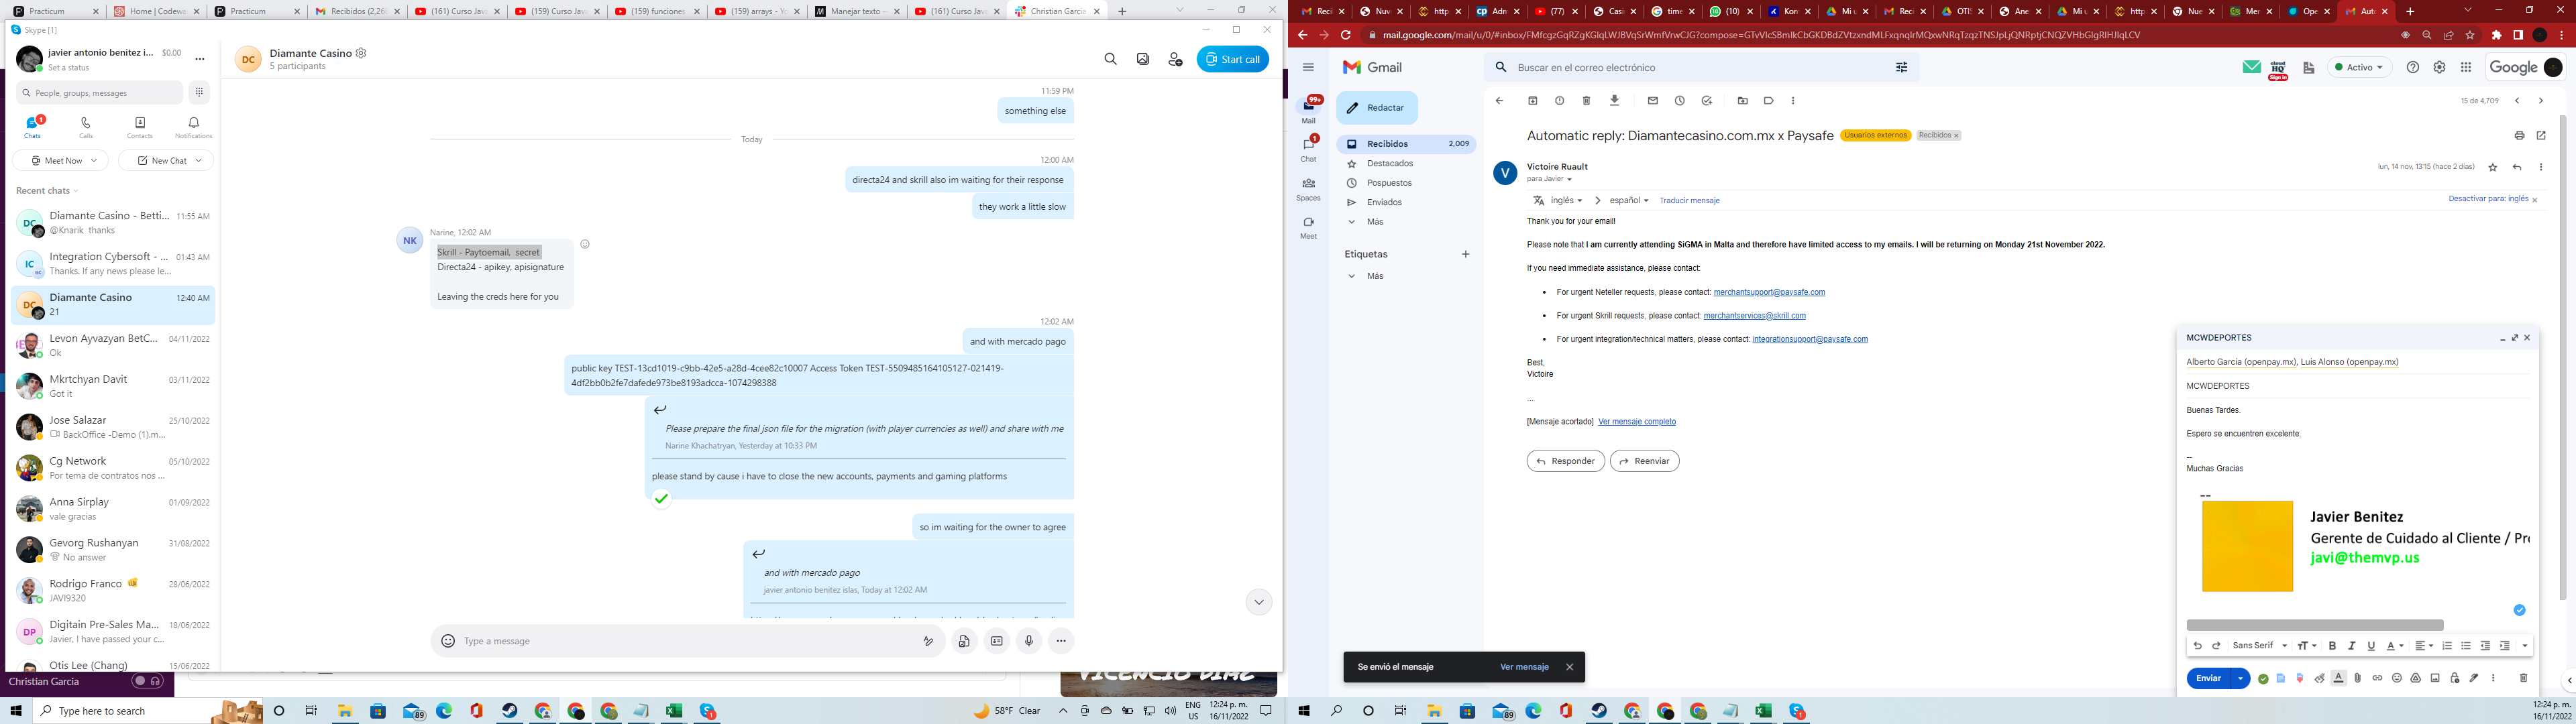 Practicum
Home | Codewa
Practicum
Recibidos (2,26
(161) Curso Java
(159) Curso Java
(159) funciones
(159) arrays - Yo
Manejar texto –
(161) Curso Java
Christian Garcia
Skype [1]
javier antonio benitez i...
$0.00
Set a status
People, groups, messages
Chats
1
Calls
Contacts
Notifications
Meet Now
New Chat
Recent chats
Diamante Casino - Betti...
11:55 AM
@Knarik thanks
Integration Cybersoft - ...
01:43 AM
Thanks. If any news please le...
Diamante Casino
12:40 AM
21
Levon Ayvazyan BetC...
04/11/2022
Ok
Mkrtchyan Davit
03/11/2022
Got it
Jose Salazar
25/10/2022
BackOffice -Demo (1).m...
Cg Network
05/10/2022
Por tema de contratos nos ...
Anna Sirplay
01/09/2022
vale gracias
Gevorg Rushanyan
31/08/2022
No answer
Rodrigo Franco
28/06/2022
JAVI9320
Digitain Pre-Sales Ma...
18/06/2022
Javier, I have passed your c...
Otis Lee (Chang)
15/06/2022
Christian Garcia
DC
Diamante Casino
5 participants
Start call
11:59 PM
something else
Today
12:00 AM
directa24 and skrill also im waiting for their response
they work a little slow
NK
Narine, 12:02 AM
Skrill - Paytoemail, secret
Directa24 - apikey, apisignature
Leaving the creds here for you
12:02 AM
and with mercado pago
public key TEST-13cd1019-c9bb-42e5-a28d-4cee82c10007 Access Token TEST-5509485164105127-021419-
4df2bb0b2fe7dafede973be8193adcca-1074298388
Please prepare the final json file for the migration (with player currencies as well) and share with me
Narine Khachatryan, Yesterday at 10:33 PM
please stand by cause i have to close the new accounts, payments and gaming platforms
so im waiting for the owner to agree
and with mercado pago
javier antonio benitez islas, Today at 12:02 AM
Type a message
VICENCIO DIAZ
Type here to search
89
58°F Clear
ENG
US
12:24 p. m.
16/11/2022
mail.google.com/mail/u/0/#inbox/FMfcgzGqRZgKGlqLWJBVqSrWmfVrwCJG?compose=GTvVlcSBmlkCbGKDBdZVtzxndMLFxqnqlrMQxwNRqTzqzTNSJpLjQNRptjCNQZVHbGlgRlHJlqLCV
Gmail
Buscar en el correo electrónico
cloud
HQ
Sign in
Activo
Google
99+
Mail
1
Chat
Spaces
Meet
Redactar
Recibidos
2,009
Destacados
Pospuestos
Enviados
Más
Etiquetas
Más
15 de 4,709
Automatic reply: Diamantecasino.com.mx x Paysafe
Usuarios externos
Recibidos
V
Victoire Ruault
lun, 14 nov, 13:15 (hace 2 días)
para Javier
inglés
español
Traducir mensaje
Desactivar para: inglés
Thank you for your email!
Please note that I am currently attending SiGMA in Malta and therefore have limited access to my emails. I will be returning on Monday 21st November 2022.
If you need immediate assistance, please contact:
For urgent Neteller requests, please contact: merchantsupport@paysafe.com
For urgent Skrill requests, please contact: merchantservices@skrill.com
For urgent integration/technical matters, please contact: integrationsupport@paysafe.com
Best,
Victoire
...
[Mensaje acortado] Ver mensaje completo
Responder
Reenviar
Se envió el mensaje
Ver mensaje
MCWDEPORTES
Alberto García (openpay.mx), Luis Alonso (openpay.mx)
MCWDEPORTES
Buenas Tardes.
Espero se encuentren excelente.
--
Muchas Gracias
--
Javier Benitez
Gerente de Cuidado al Cliente / Pr
javi@themvp.us
Sans Serif
Enviar
89
12:24 p. m.
16/11/2022